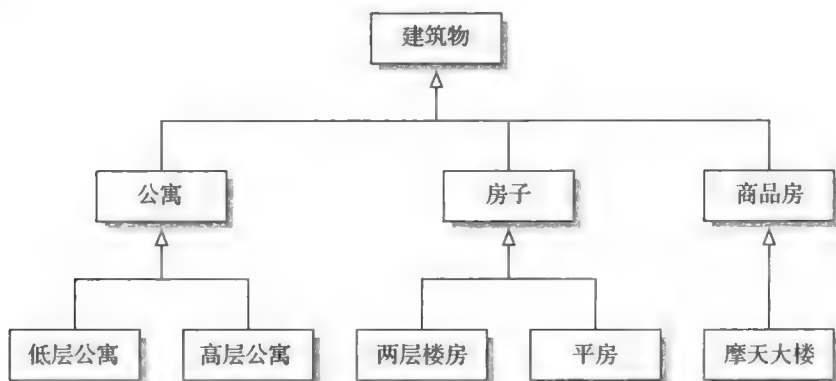 建筑物
公寓
房子
商品房
低层公寓
高层公寓
两层楼房
平房
摩天大楼